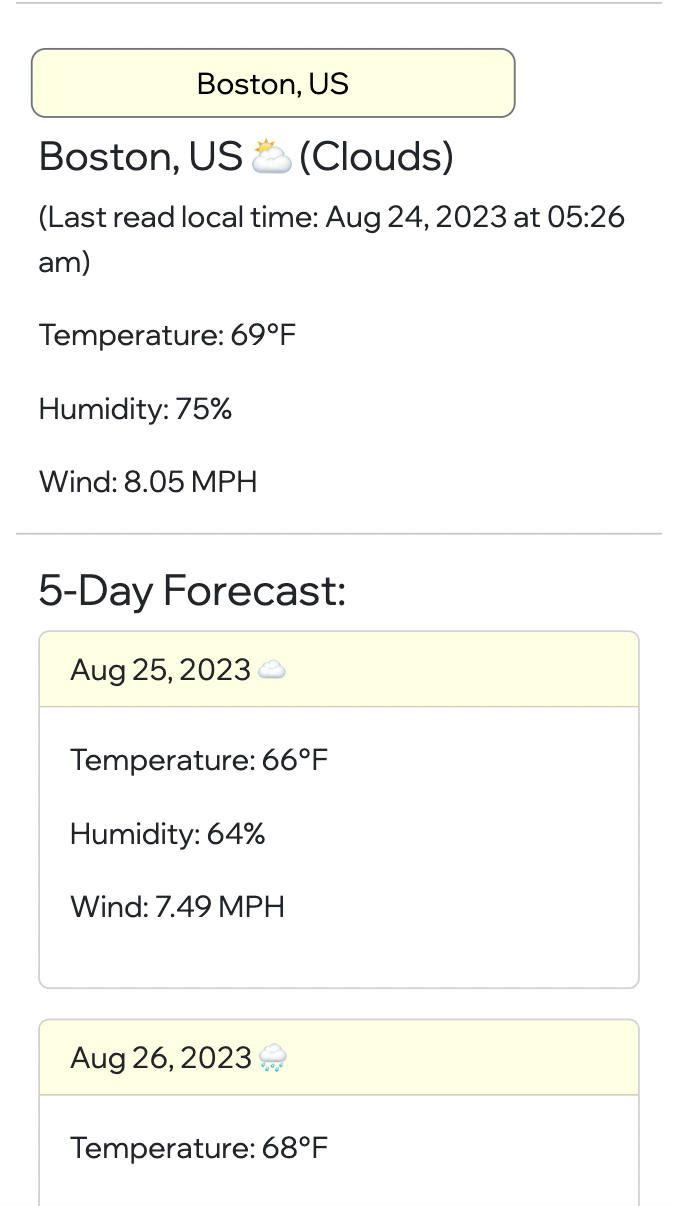 Boston, US
Boston, US 🌥️ (Clouds)
(Last read local time: Aug 24, 2023 at 05:26
am)
Temperature: 69°F
Humidity: 75%
Wind: 8.05 MPH
5-Day Forecast:
Aug 25, 2023 ☁️
Temperature: 66°F
Humidity: 64%
Wind: 7.49 MPH
Aug 26, 2023 🌧️
Temperature: 68°F